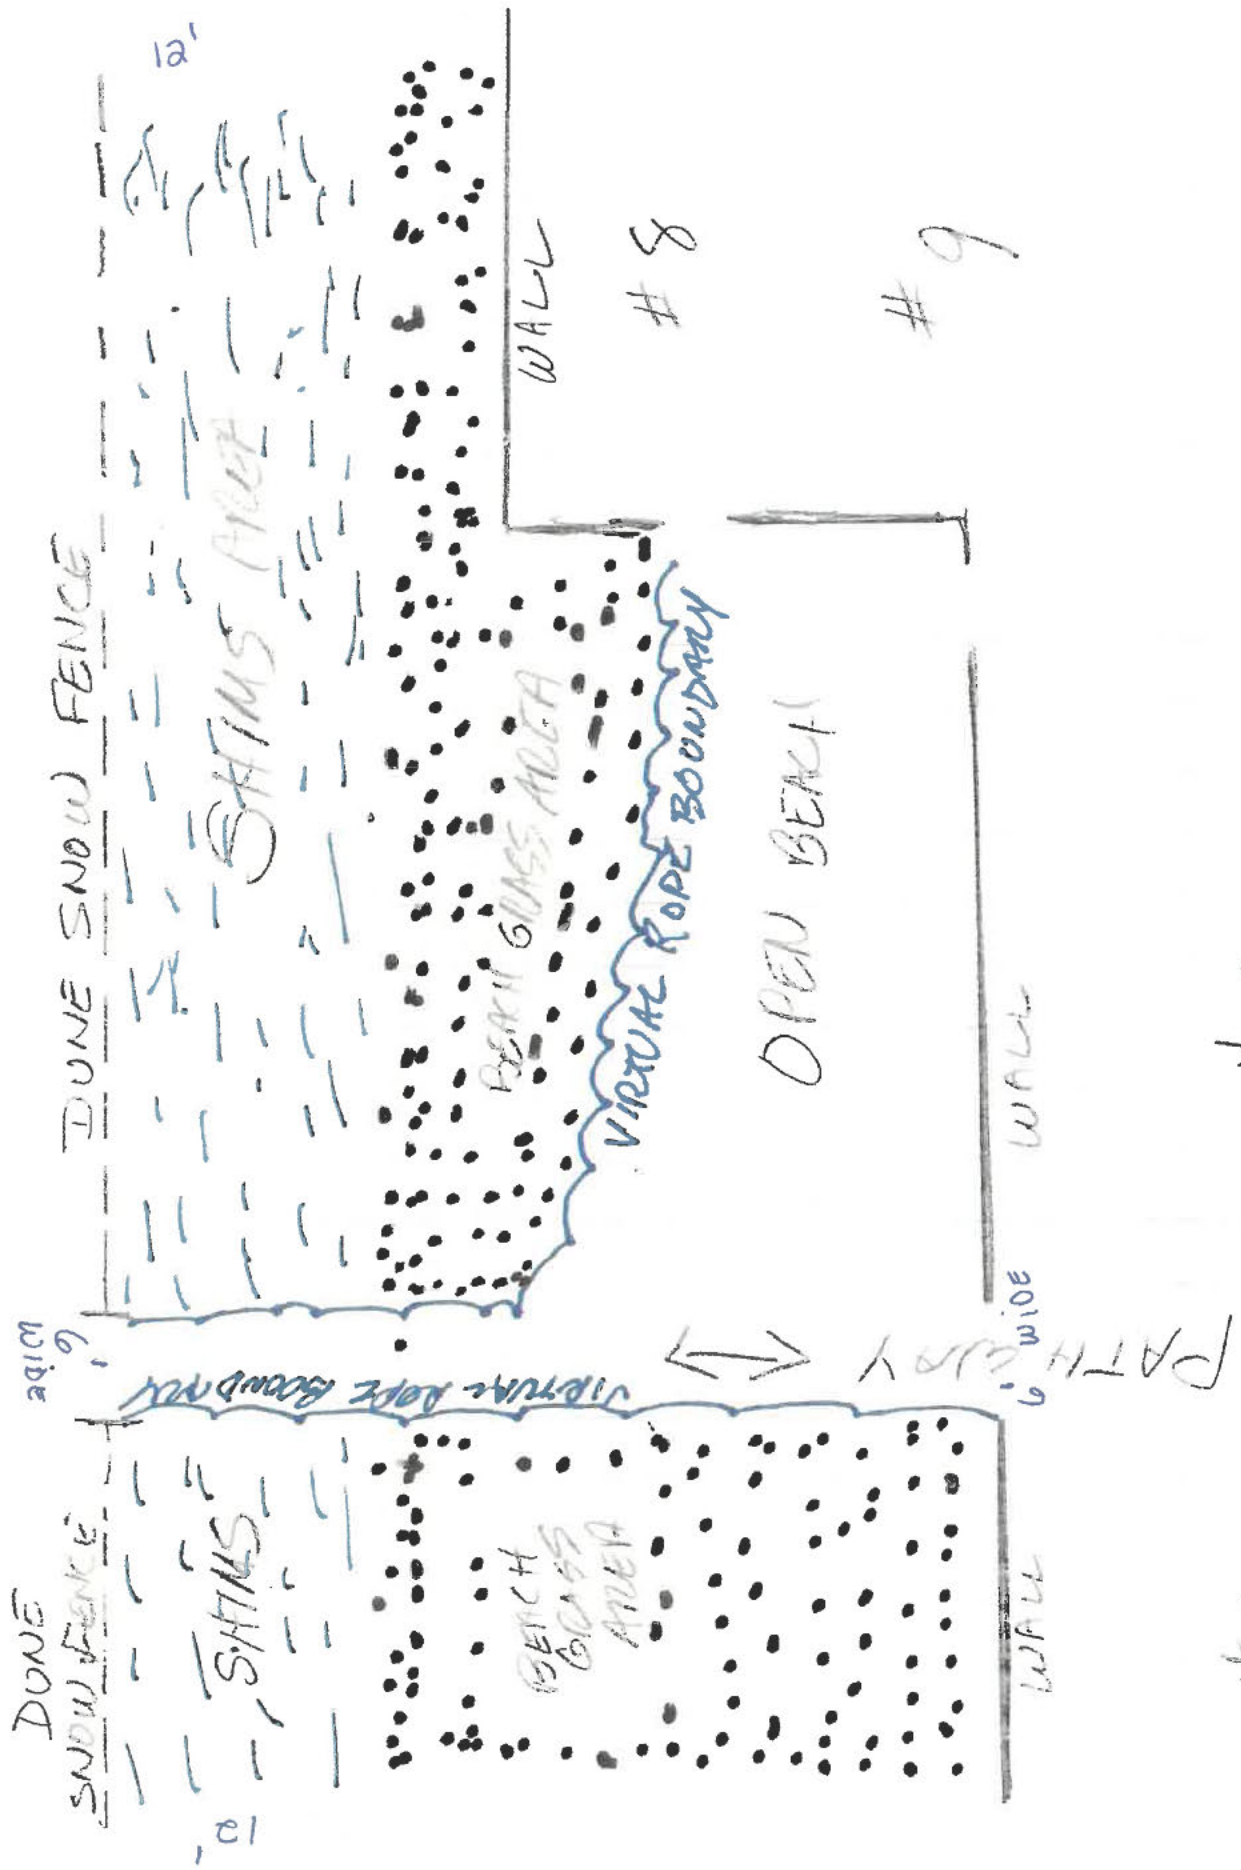 DUNE
SNOW FENCE
DUNE SNOW FENCE
6' WIDE
12'
12'
SHIMS
SHIMS AREA
VIRTUAL ROPE BOUNDARY
BEACH
GRASS
AREA
BEACH GRASS AREA
VIRTUAL ROPE BOUNDARY
WALL
OPEN BEACH
# 8
# 9
PATHWAY
6' WIDE
WALL
WALL